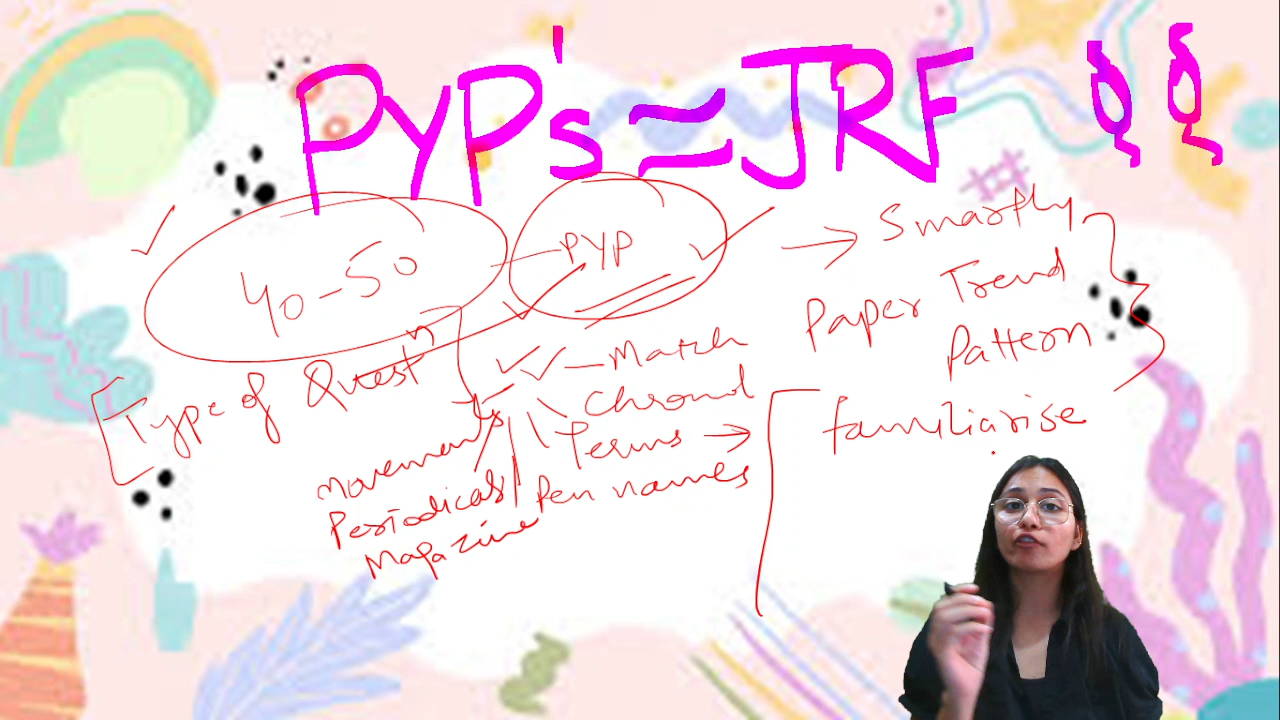 PYP's ≈ JRF ??
40-50 - PYP → Smartly
Paper Trend
Pattern
Type of Questn
- Match
Chronol
Terms →
Pen names
Movements
Periodicals
Magazine
familiarise